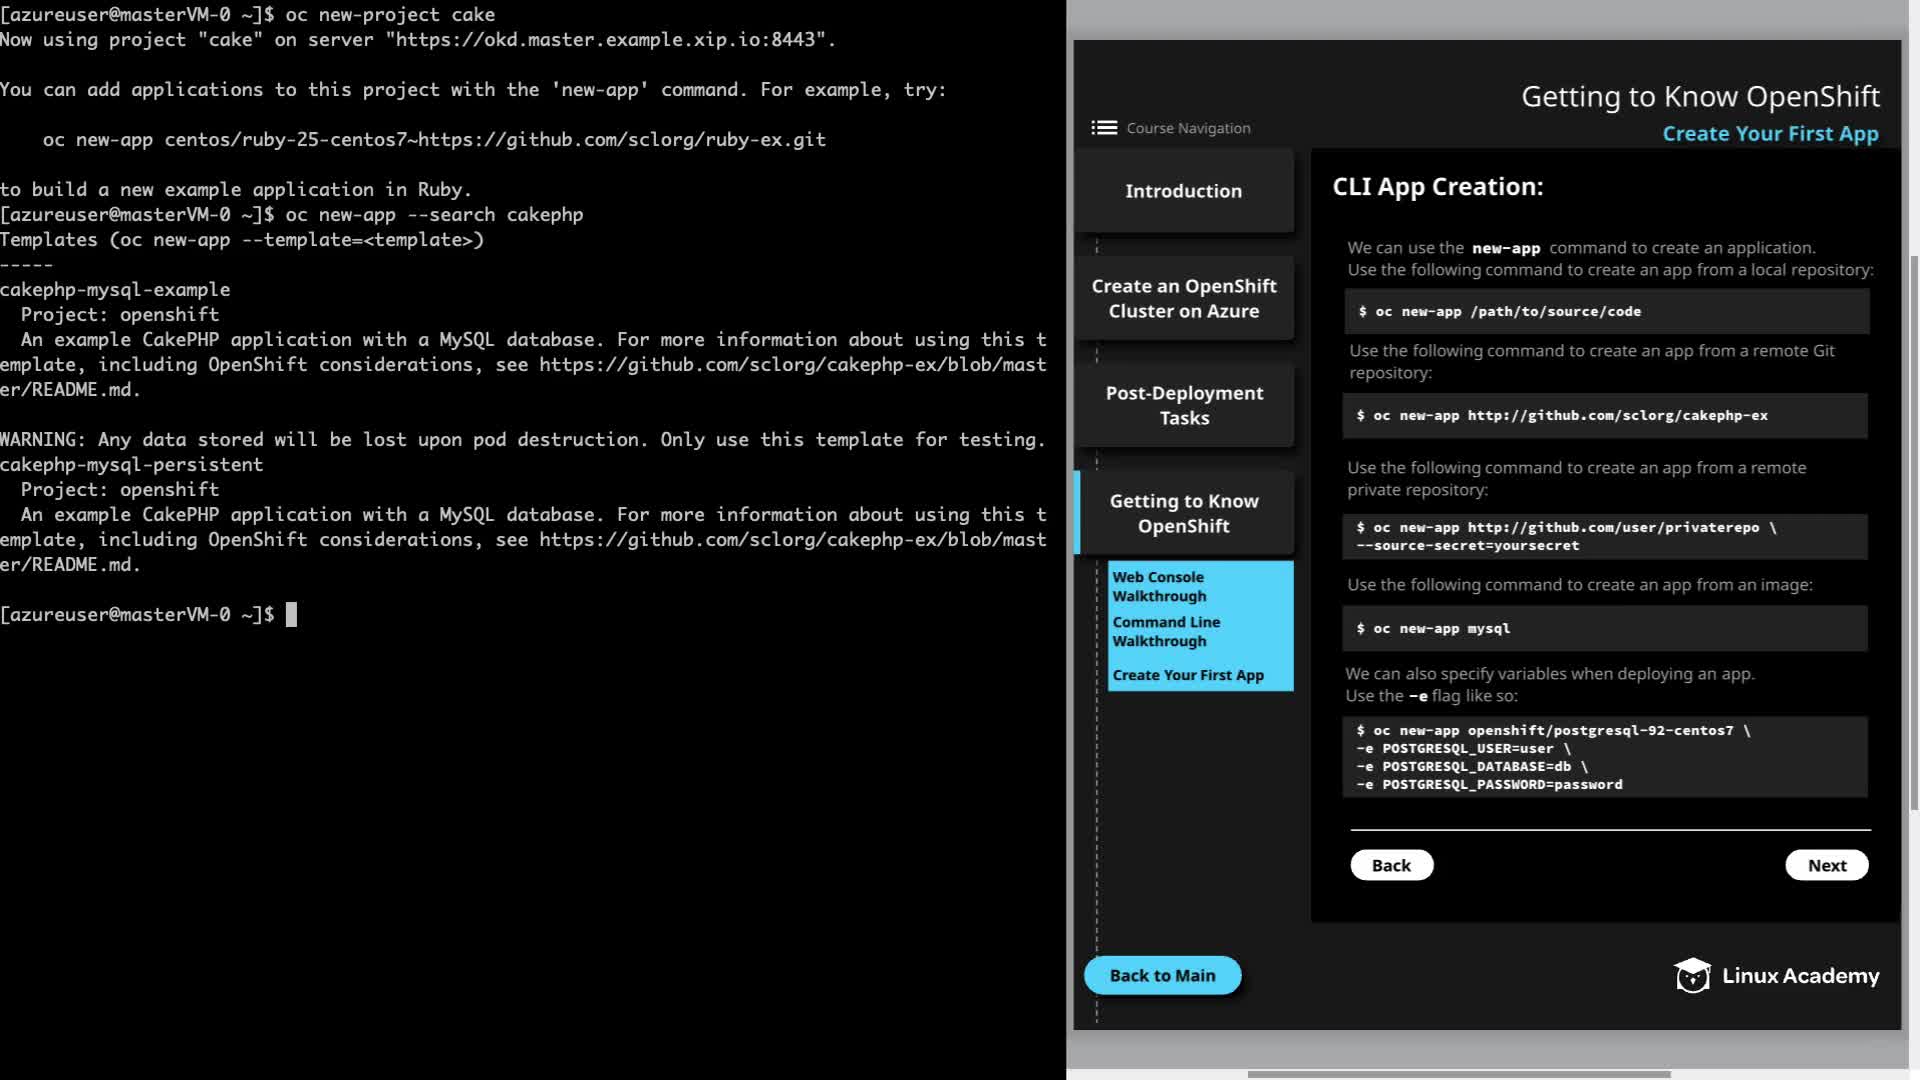 [azureuser@masterVM-0 ~]$ oc new-project cake
Now using project "cake" on server "https://okd.master.example.xip.io:8443".
You can add applications to this project with the 'new-app' command. For example, try:
oc new-app centos/ruby-25-centos7~https://github.com/sclorg/ruby-ex.git
to build a new example application in Ruby.
[azureuser@masterVM-0 ~]$ oc new-app --search cakephp
Templates (oc new-app --template=<template>)
-----
cakephp-mysql-example
Project: openshift
An example CakePHP application with a MySQL database. For more information about using this t
emplate, including OpenShift considerations, see https://github.com/sclorg/cakephp-ex/blob/mast
er/README.md.
WARNING: Any data stored will be lost upon pod destruction. Only use this template for testing.
cakephp-mysql-persistent
Project: openshift
An example CakePHP application with a MySQL database. For more information about using this t
emplate, including OpenShift considerations, see https://github.com/sclorg/cakephp-ex/blob/mast
er/README.md.
[azureuser@masterVM-0 ~]$
Getting to Know OpenShift
Create Your First App
Course Navigation
Introduction
Create an OpenShift
Cluster on Azure
Post-Deployment
Tasks
Getting to Know
OpenShift
Web Console
Walkthrough
Command Line
Walkthrough
Create Your First App
Back to Main
CLI App Creation:
We can use the new-app command to create an application.
Use the following command to create an app from a local repository:
$ oc new-app /path/to/source/code
Use the following command to create an app from a remote Git
repository:
$ oc new-app http://github.com/sclorg/cakephp-ex
Use the following command to create an app from a remote
private repository:
$ oc new-app http://github.com/user/privaterepo \
--source-secret=yoursecret
Use the following command to create an app from an image:
$ oc new-app mysql
We can also specify variables when deploying an app.
Use the -e flag like so:
$ oc new-app openshift/postgresql-92-centos7 \
-e POSTGRESQL_USER=user \
-e POSTGRESQL_DATABASE=db \
-e POSTGRESQL_PASSWORD=password
Back
Next
Linux Academy